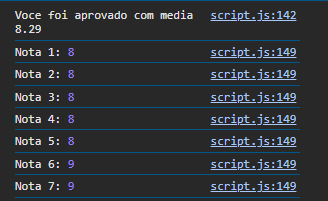 Voce foi aprovado com media script.js:142
8.29
Nota 1: 8 script.js:149
Nota 2: 8 script.js:149
Nota 3: 8 script.js:149
Nota 4: 8 script.js:149
Nota 5: 8 script.js:149
Nota 6: 9 script.js:149
Nota 7: 9 script.js:149